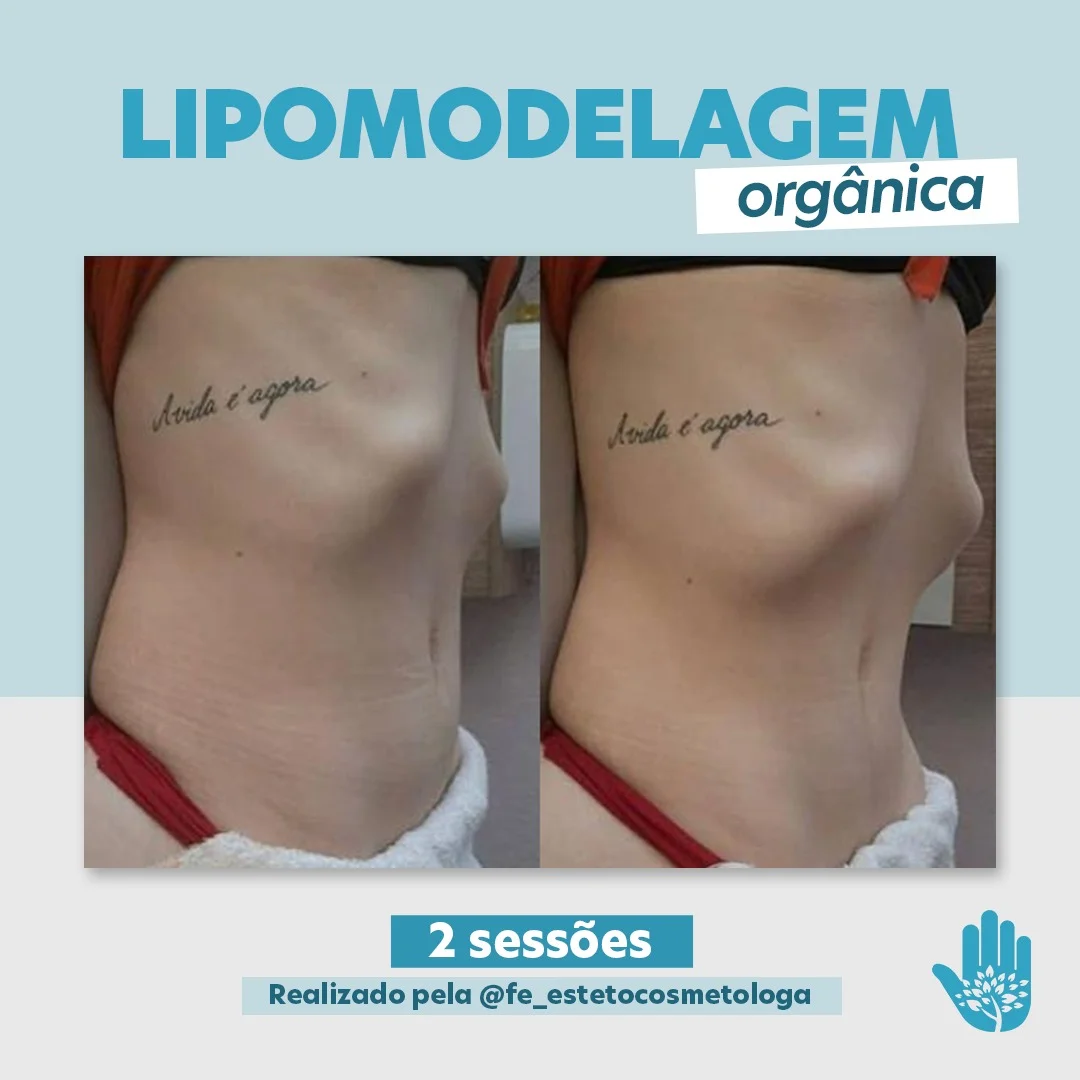 LIPOMODELAGEM
orgânica
A vida é agora
A vida é agora
2 sessões
Realizado pela @fe_estetocosmetologa